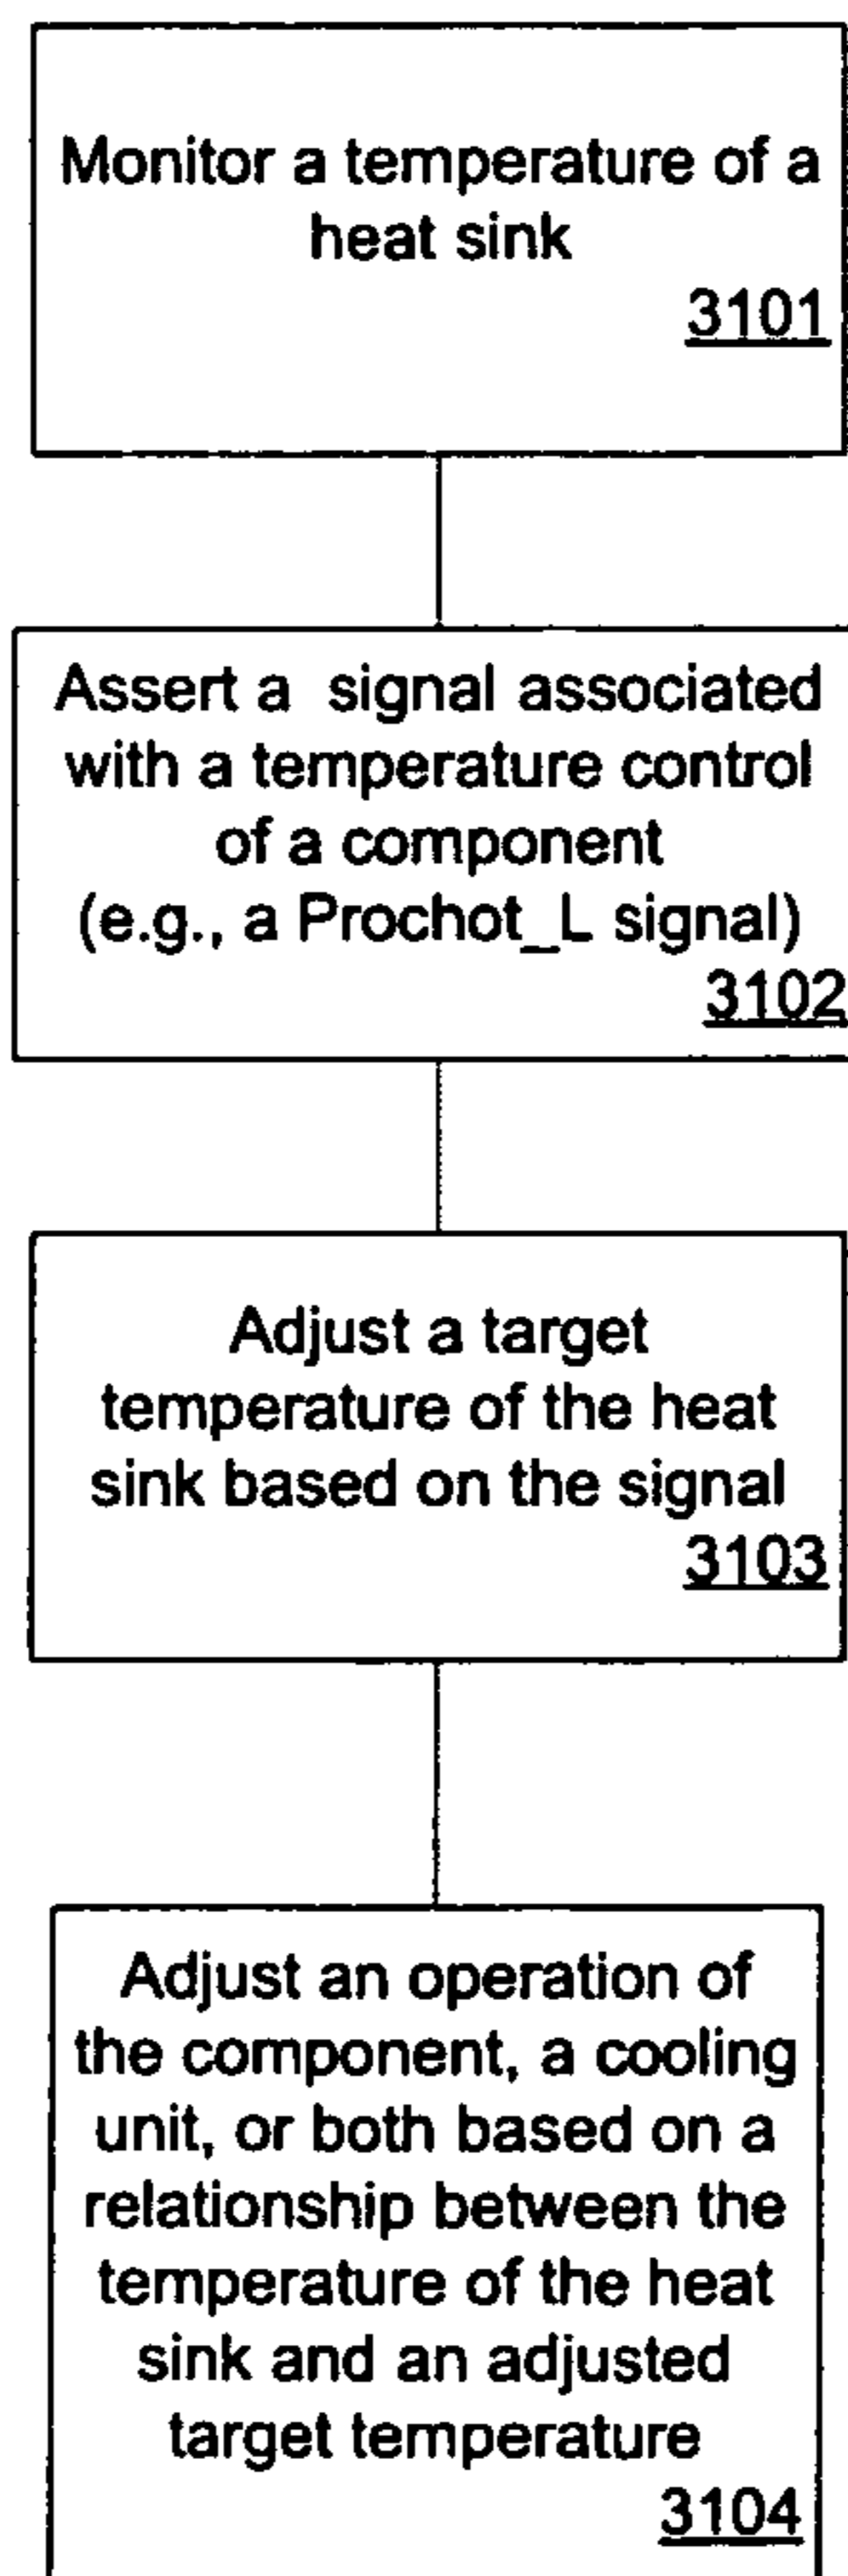 Monitor a temperature of a
heat sink
3101
Assert a signal associated
with a temperature control
of a component
(e.g., a Prochot_L signal)
3102
Adjust a target
temperature of the heat
sink based on the signal
3103
Adjust an operation of
the component, a cooling
unit, or both based on a
relationship between the
temperature of the heat
sink and an adjusted
target temperature
3104